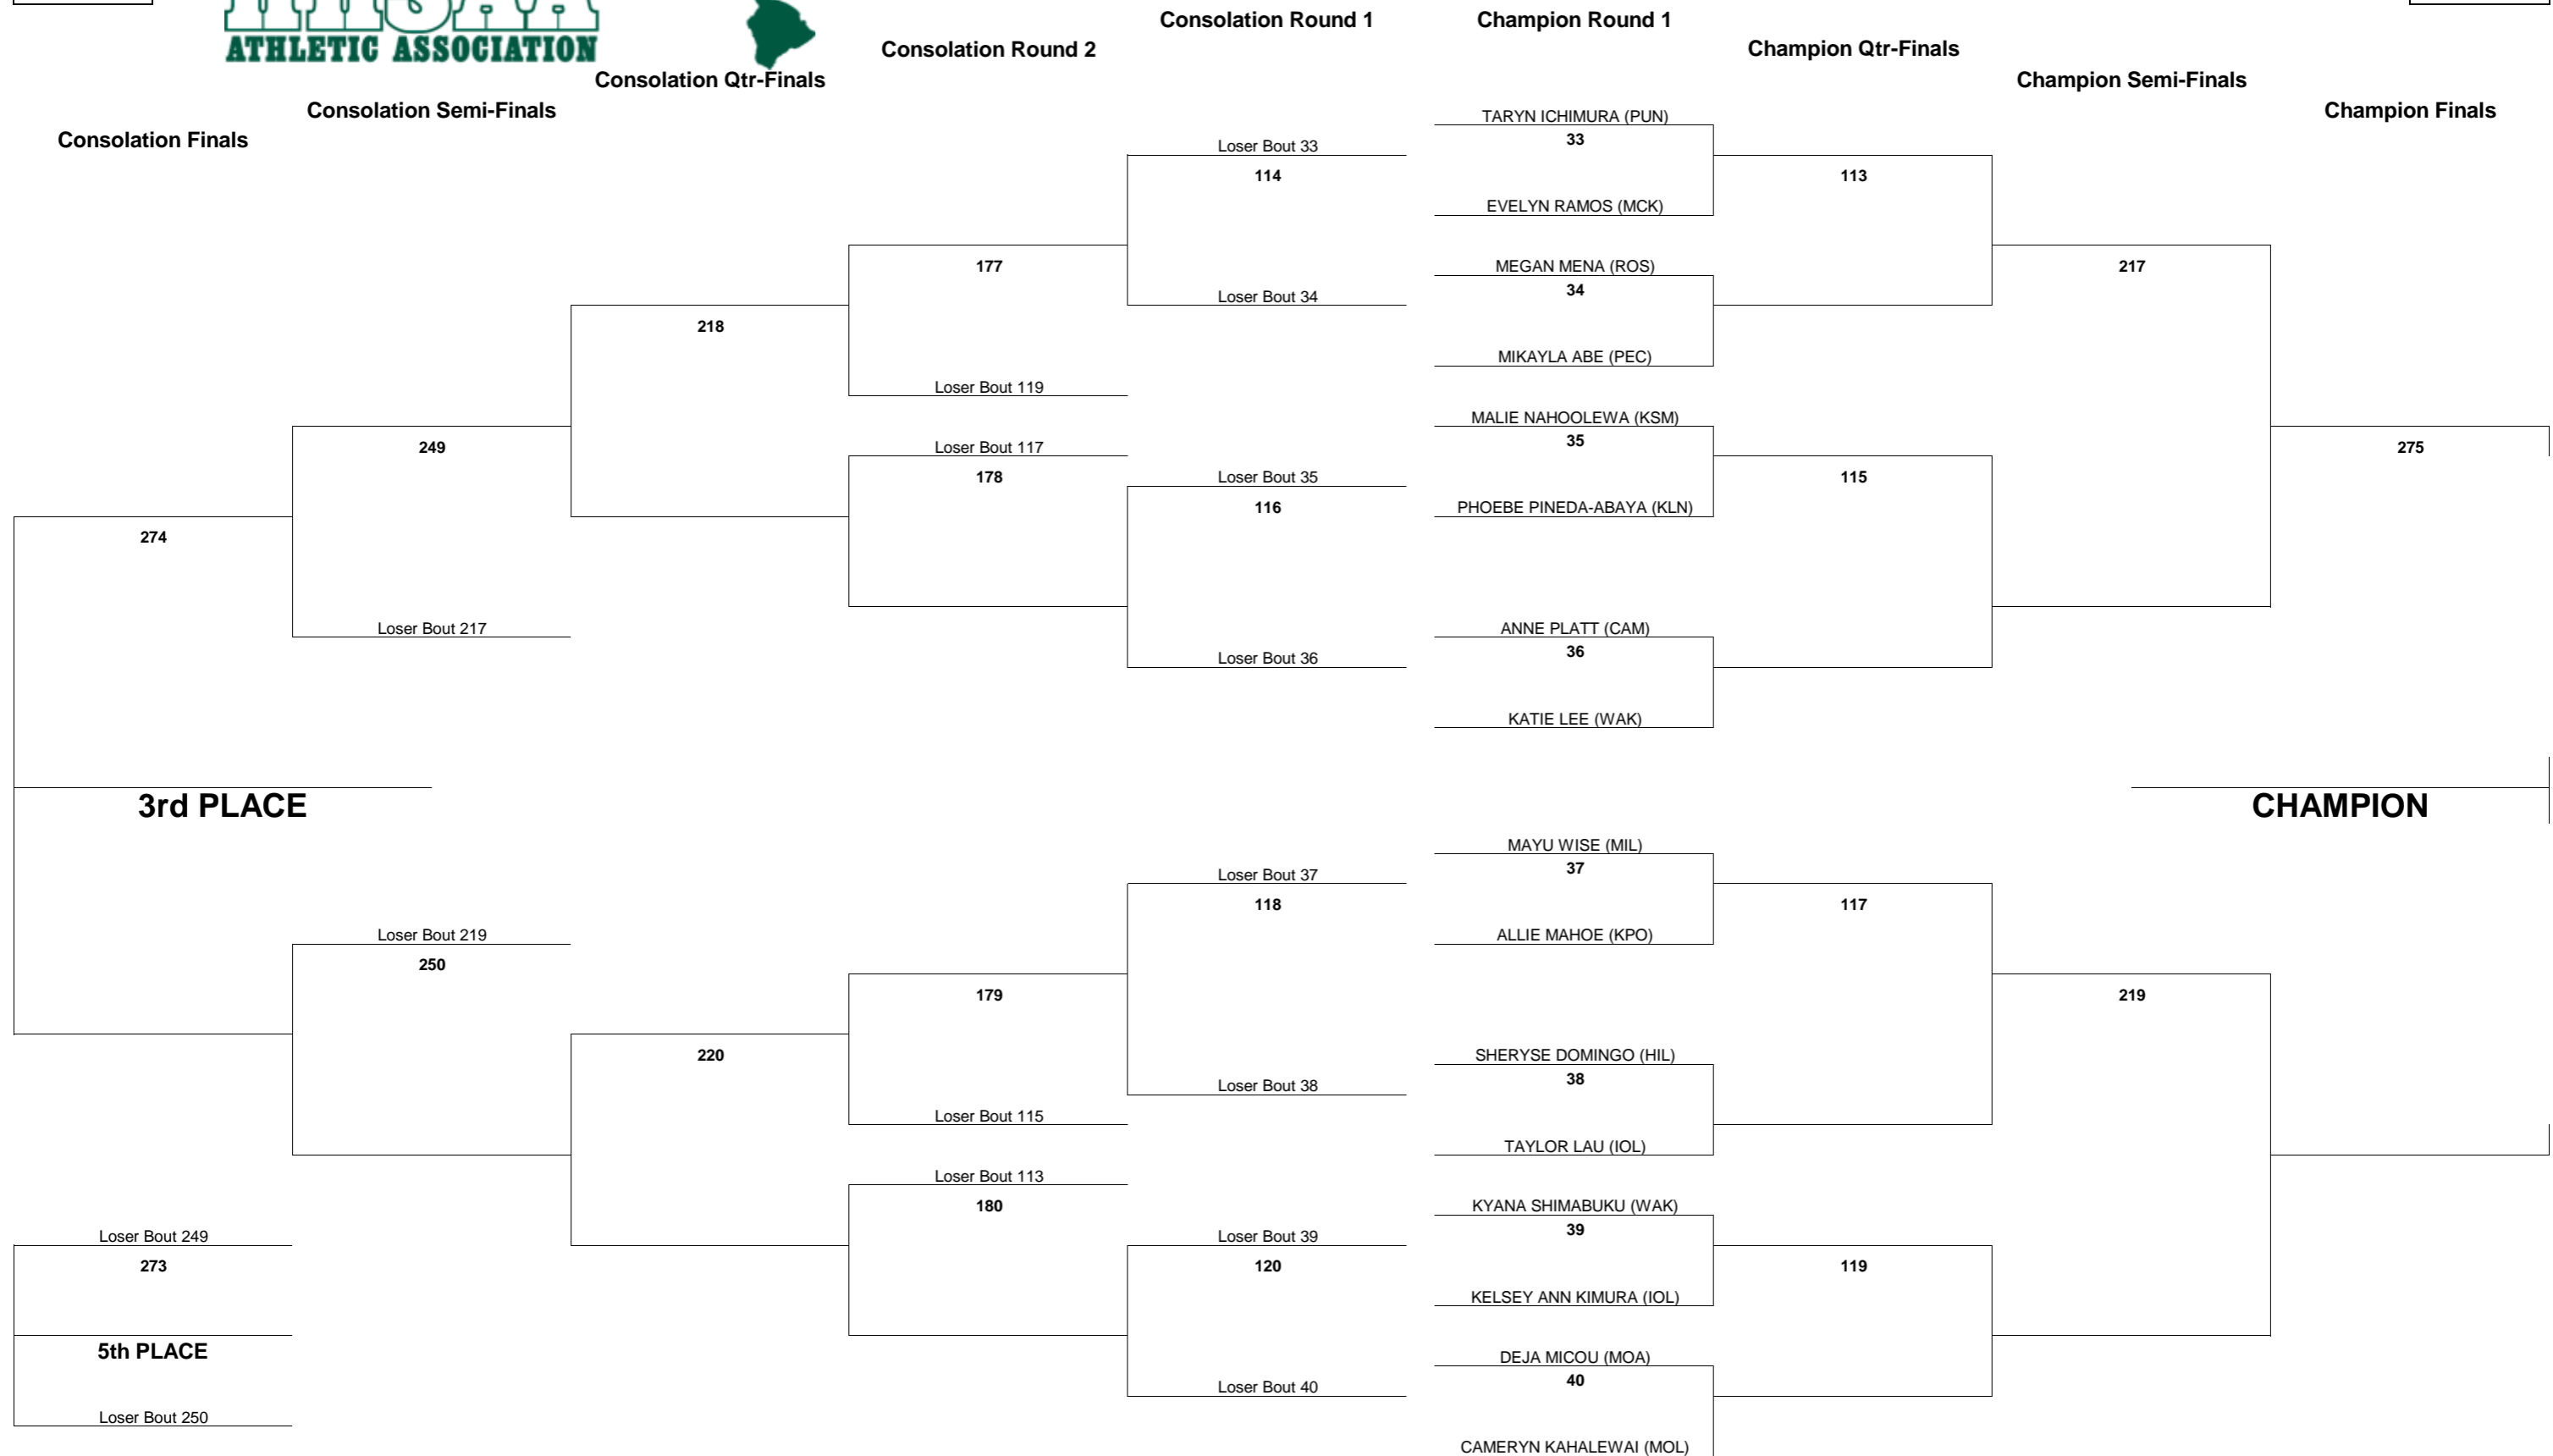 HHSAA
ATHLETIC ASSOCIATION
Consolation Round 1
Champion Round 1
Consolation Round 2
Champion Qtr-Finals
Consolation Qtr-Finals
Champion Semi-Finals
Consolation Semi-Finals
Champion Finals
Consolation Finals
TARYN ICHIMURA (PUN)
33
Loser Bout 33
114
113
EVELYN RAMOS (MCK)
177
MEGAN MENA (ROS)
217
34
Loser Bout 34
218
MIKAYLA ABE (PEC)
Loser Bout 119
MALIE NAHOOLEWA (KSM)
35
249
Loser Bout 117
275
178
Loser Bout 35
115
116
PHOEBE PINEDA-ABAYA (KLN)
274
Loser Bout 217
ANNE PLATT (CAM)
36
Loser Bout 36
KATIE LEE (WAK)
3rd PLACE
CHAMPION
MAYU WISE (MIL)
37
Loser Bout 37
118
117
Loser Bout 219
ALLIE MAHOE (KPO)
250
179
219
220
SHERYSE DOMINGO (HIL)
38
Loser Bout 38
Loser Bout 115
TAYLOR LAU (IOL)
Loser Bout 113
180
KYANA SHIMABUKU (WAK)
39
Loser Bout 249
Loser Bout 39
273
120
119
KELSEY ANN KIMURA (IOL)
5th PLACE
DEJA MICOU (MOA)
40
Loser Bout 40
Loser Bout 250
CAMERYN KAHALEWAI (MOL)